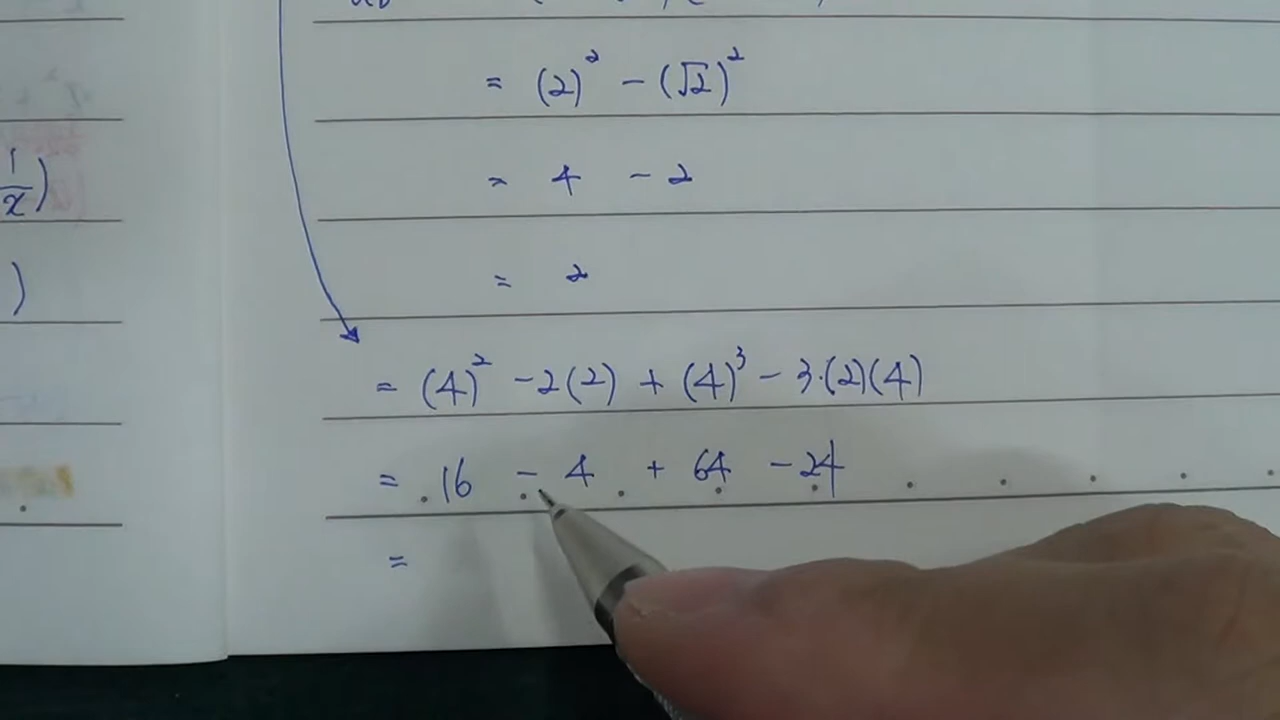 = (2)² - (√2)²
= 4 - 2
= 2
= (4)² - 2(2) + (4)³ - 3·(2)(4)
= 16 - 4 + 64 - 24
=
1/x)
)